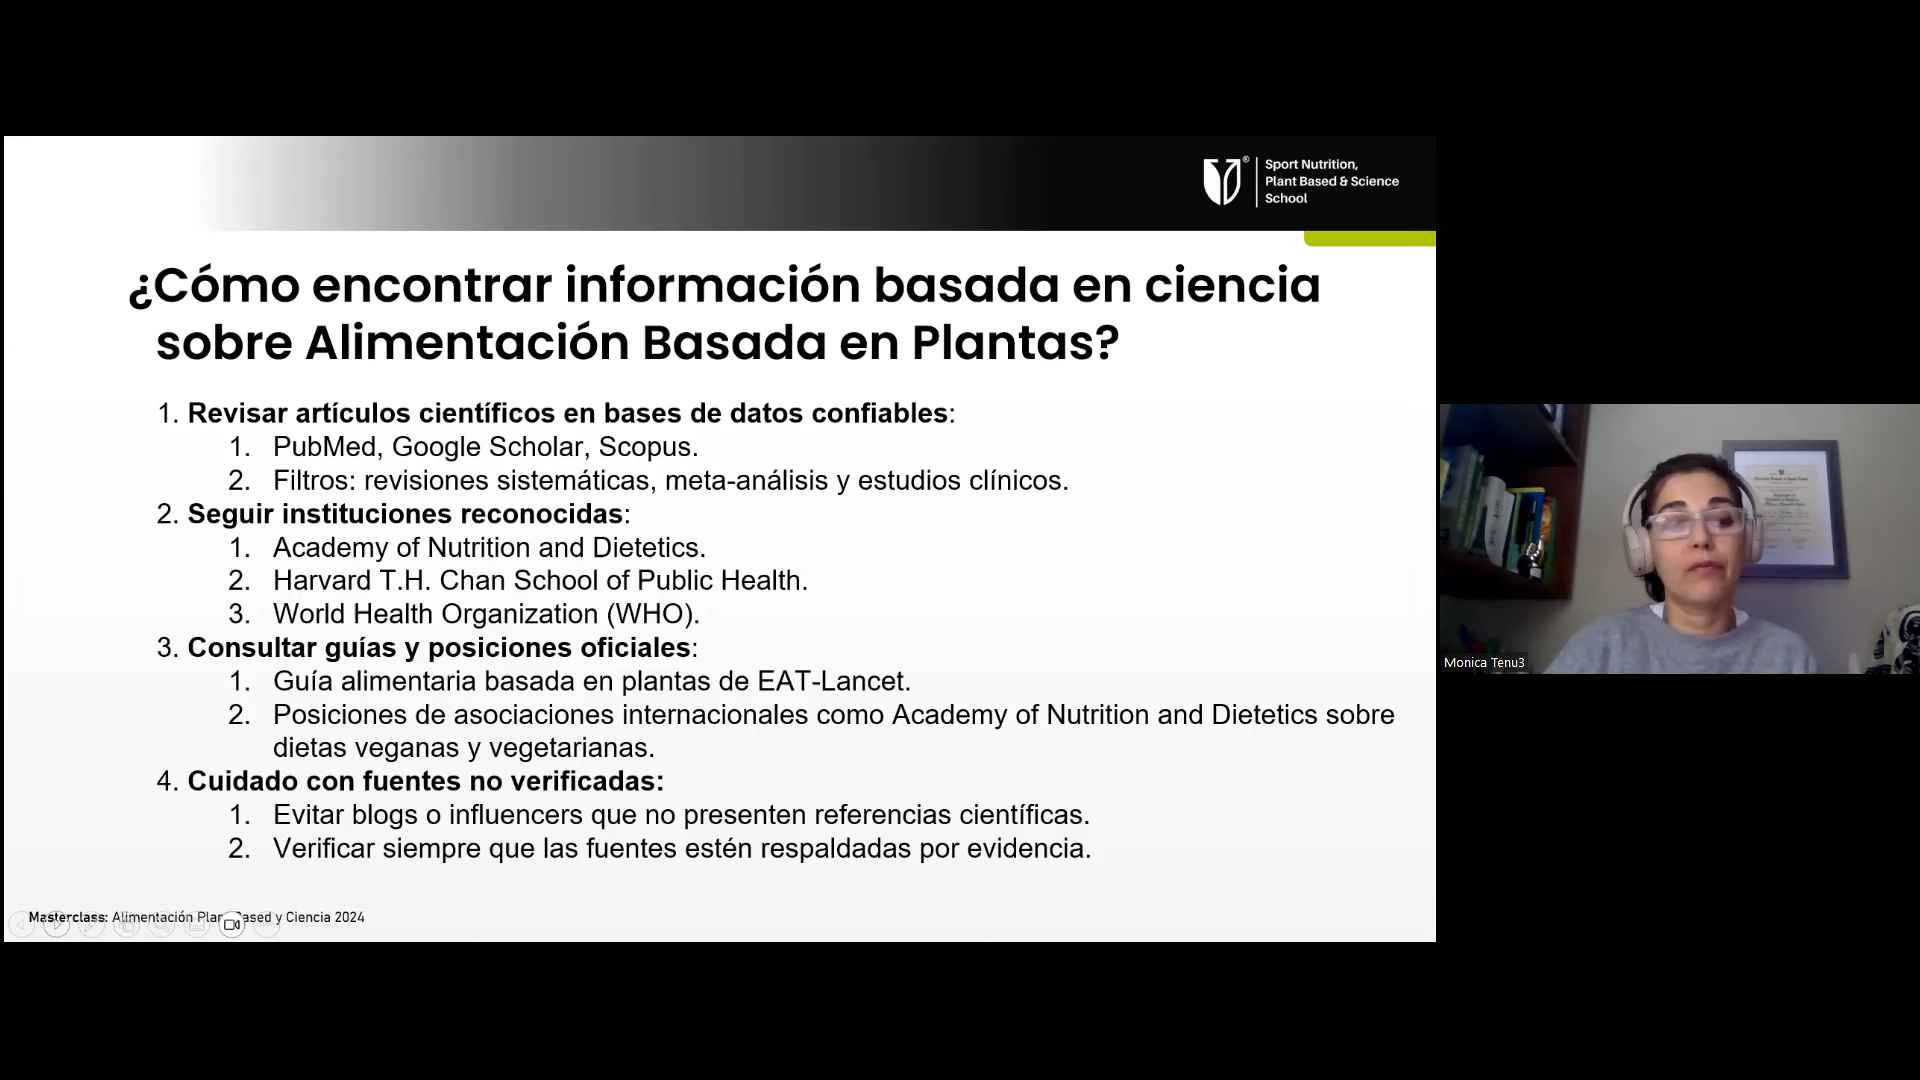 ®
Sport Nutrition,
Plant Based & Science
School
¿Cómo encontrar información basada en ciencia
sobre Alimentación Basada en Plantas?
1. Revisar artículos científicos en bases de datos confiables:
1. PubMed, Google Scholar, Scopus.
2. Filtros: revisiones sistemáticas, meta-análisis y estudios clínicos.
2. Seguir instituciones reconocidas:
1. Academy of Nutrition and Dietetics.
2. Harvard T.H. Chan School of Public Health.
3. World Health Organization (WHO).
3. Consultar guías y posiciones oficiales:
1. Guía alimentaria basada en plantas de EAT-Lancet.
2. Posiciones de asociaciones internacionales como Academy of Nutrition and Dietetics sobre
dietas veganas y vegetarianas.
4. Cuidado con fuentes no verificadas:
1. Evitar blogs o influencers que no presenten referencias científicas.
2. Verificar siempre que las fuentes estén respaldadas por evidencia.
Masterclass: Alimentación Plant Based y Ciencia 2024
Monica Tenu3